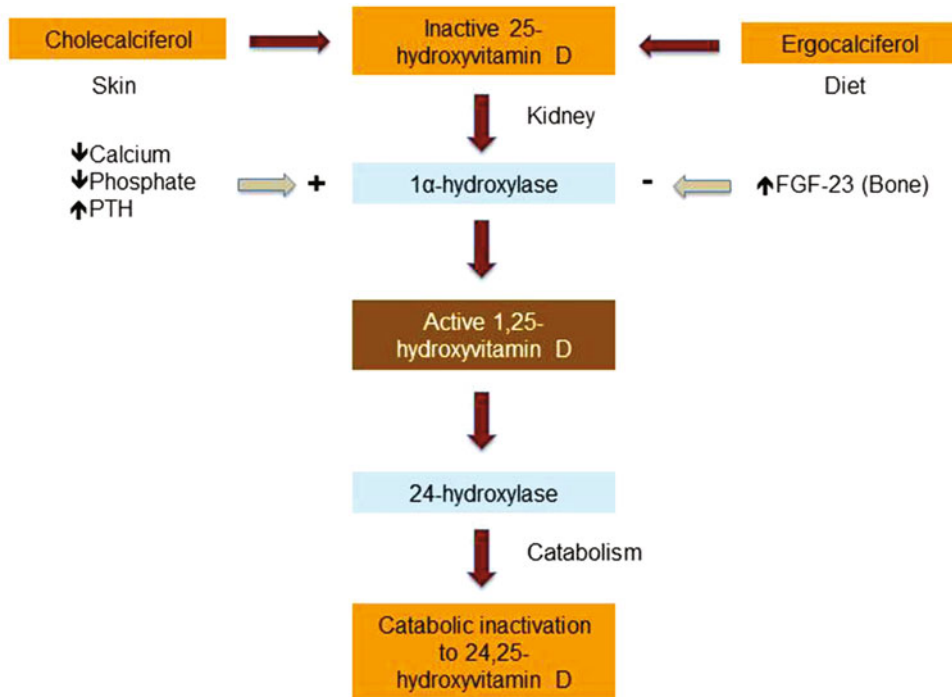 Cholecalciferol
Skin
Inactive 25-
hydroxyvitamin D
Ergocalciferol
Diet
Kidney
↓Calcium
↓Phosphate
↑PTH
+
1α-hydroxylase
-
↑FGF-23 (Bone)
Active 1,25-
hydroxyvitamin D
24-hydroxylase
Catabolism
Catabolic inactivation
to 24,25-
hydroxyvitamin D